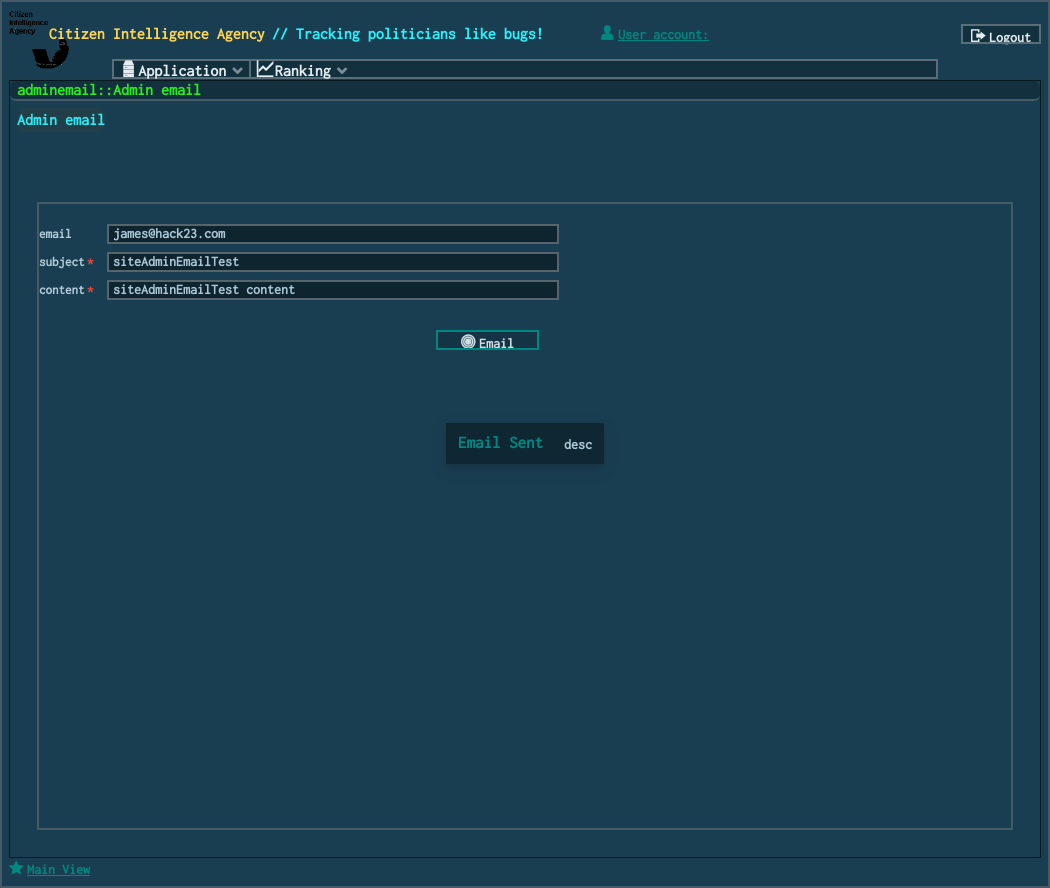 Citizen
Intelligence
Agency
Citizen Intelligence Agency // Tracking politicians like bugs!
User account:
Logout
Application
Ranking
adminemail::Admin email
Admin email
email james@hack23.com
subject* siteAdminEmailTest
content* siteAdminEmailTest content
Email
Email Sent desc
Main View